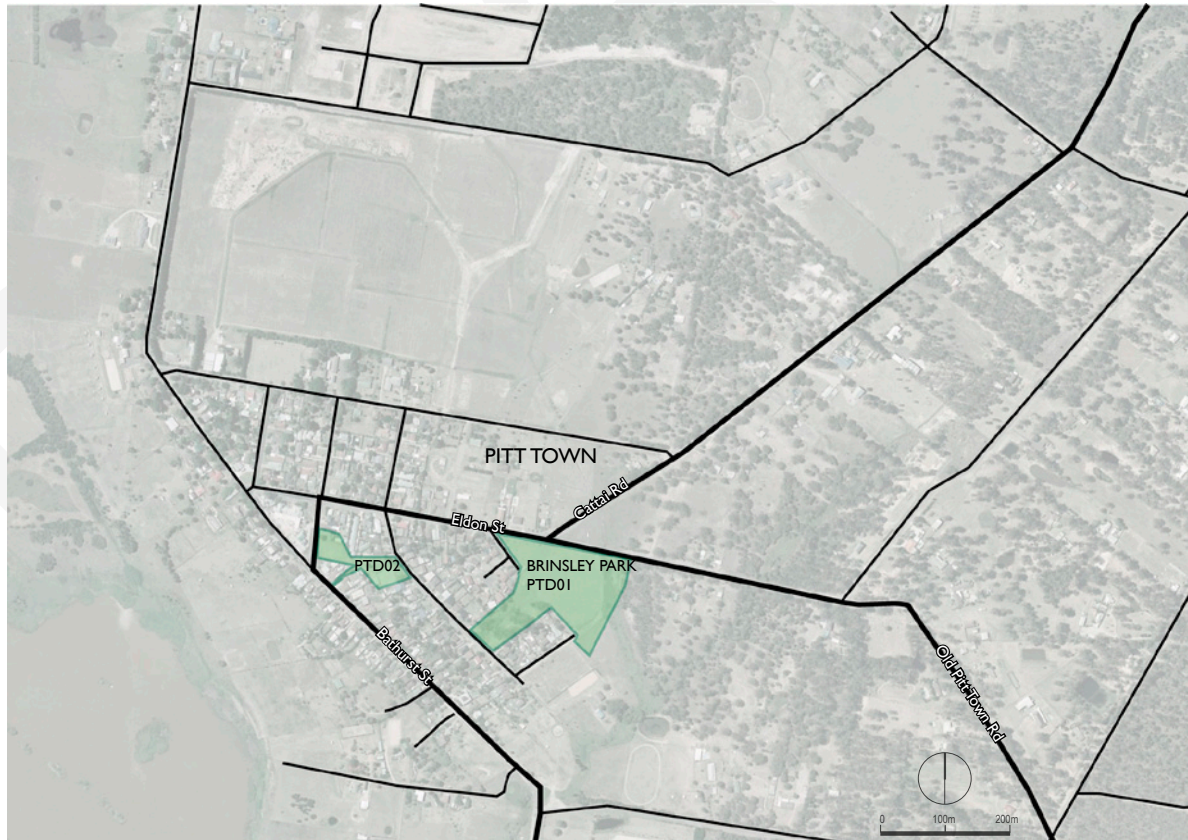 PITT TOWN
Cattai Rd
Eldon St
PTD02
BRINSLEY PARK
PTD01
Bathurst St
Old Pitt Town Rd
0 100m 200m